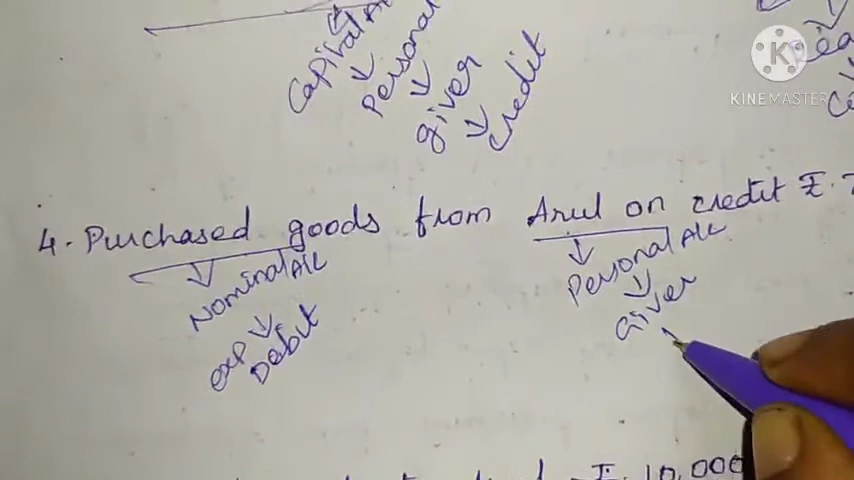 Capital A/c
Personal
giver
credit
KINEMASTER
4. Purchased goods from Arul on credit ₹.
Nominal A/c
exp Debit
Personal A/c
Giver
₹. 10,000